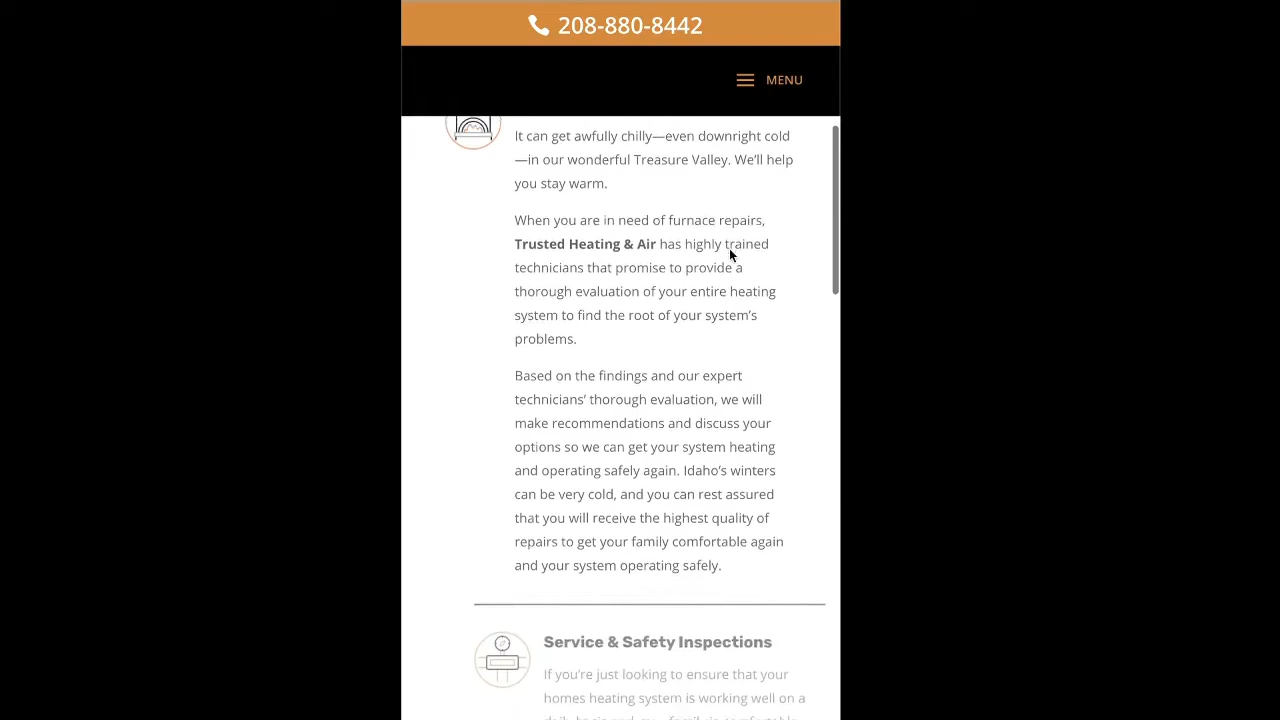 208-880-8442
MENU
It can get awfully chilly—even downright cold
—in our wonderful Treasure Valley. We’ll help
you stay warm.
When you are in need of furnace repairs,
Trusted Heating & Air has highly trained
technicians that promise to provide a
thorough evaluation of your entire heating
system to find the root of your system’s
problems.
Based on the findings and our expert
technicians’ thorough evaluation, we will
make recommendations and discuss your
options so we can get your system heating
and operating safely again. Idaho’s winters
can be very cold, and you can rest assured
that you will receive the highest quality of
repairs to get your family comfortable again
and your system operating safely.
Service & Safety Inspections
If you’re just looking to ensure that your
homes heating system is working well on a